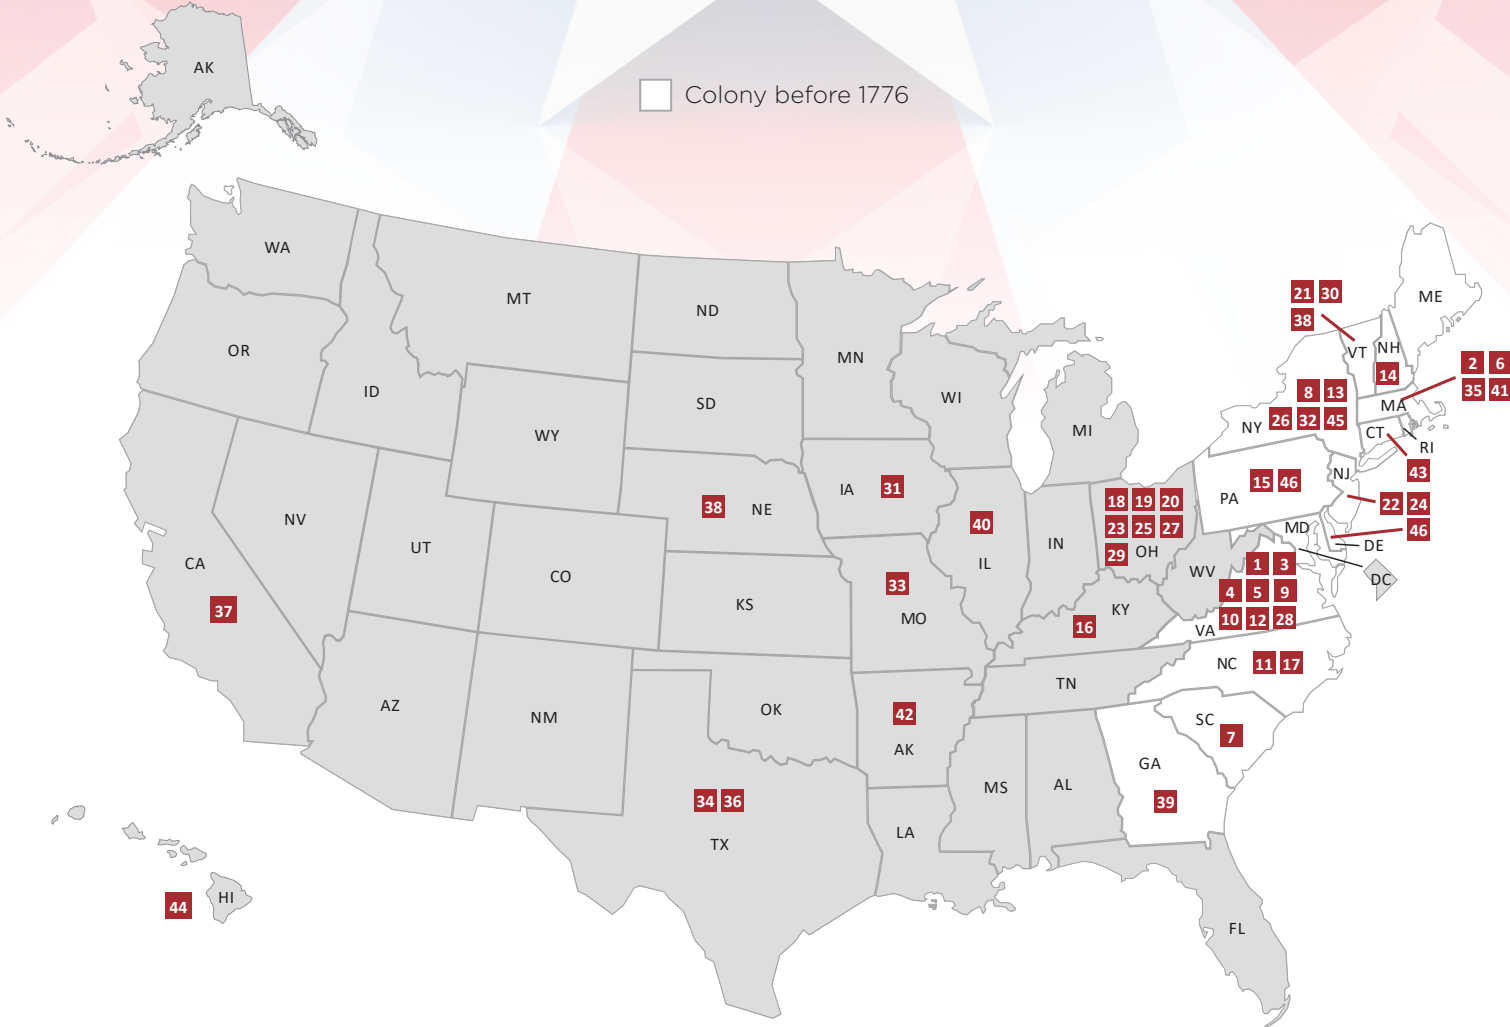 AK
Colony before 1776
WA
MT
ND
MN
OR
ID
SD
WI
MI
WY
21 30
38
ME
VT
NH
14
2 6
35 41
MA
8 13
26 32 45
NY
CT
RI
43
NJ
22 24
46
PA
15 46
MD
DE
DC
NV
UT
CO
NE
38
IA
31
40
IL
IN
18 19 20
23 25 27
29
OH
WV
1 3
4 5 9
10 12 28
VA
CA
37
KS
33
MO
KY
16
NC
11 17
TN
SC
7
AZ
NM
OK
42
AK
MS
AL
GA
39
34 36
TX
LA
FL
44
HI